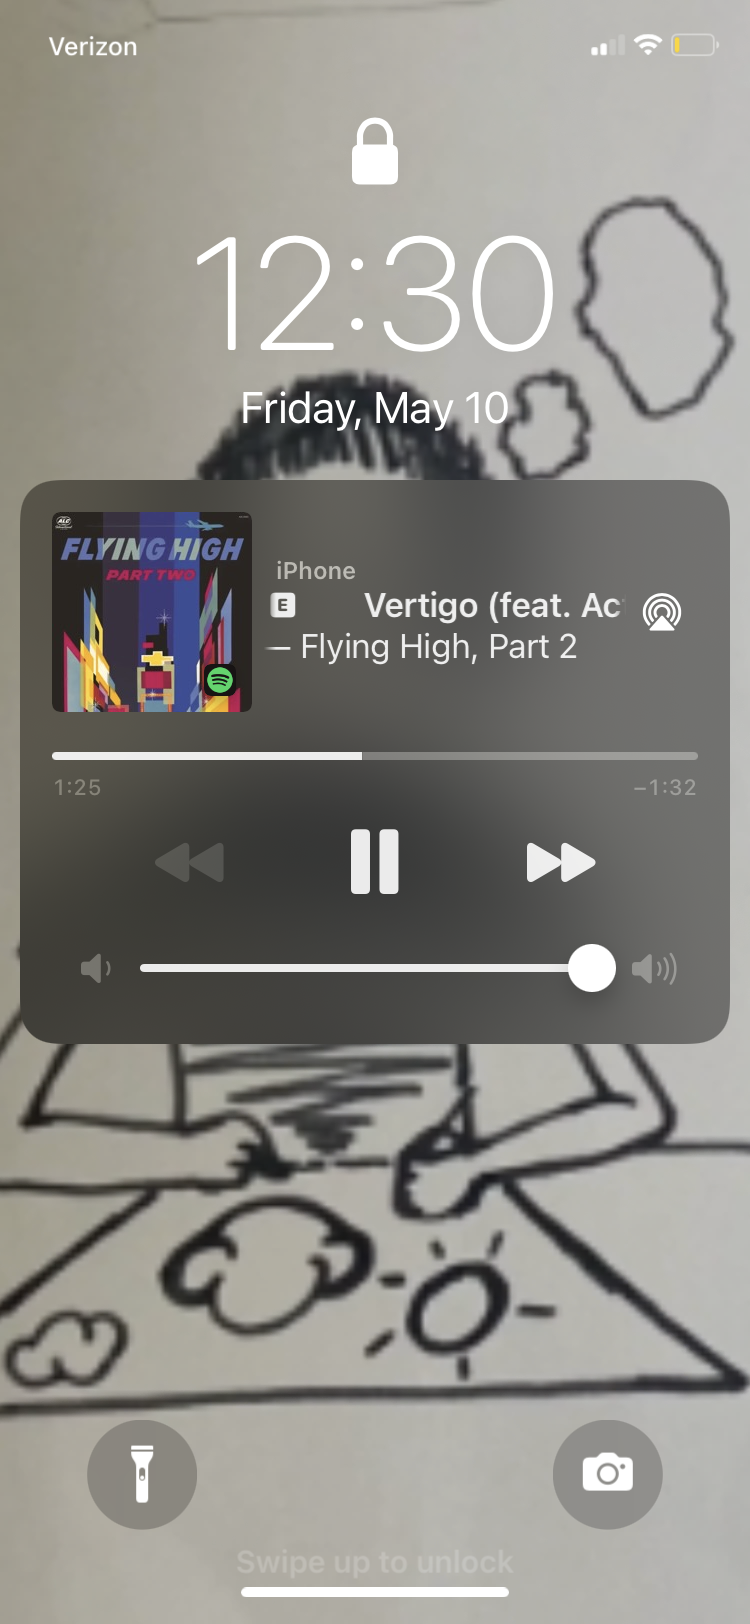 Verizon
12:30
Friday, May 10
ALC
FLYING HIGH
PART TWO
iPhone
E Vertigo (feat. Ac
— Flying High, Part 2
1:25
–1:32
Swipe up to unlock